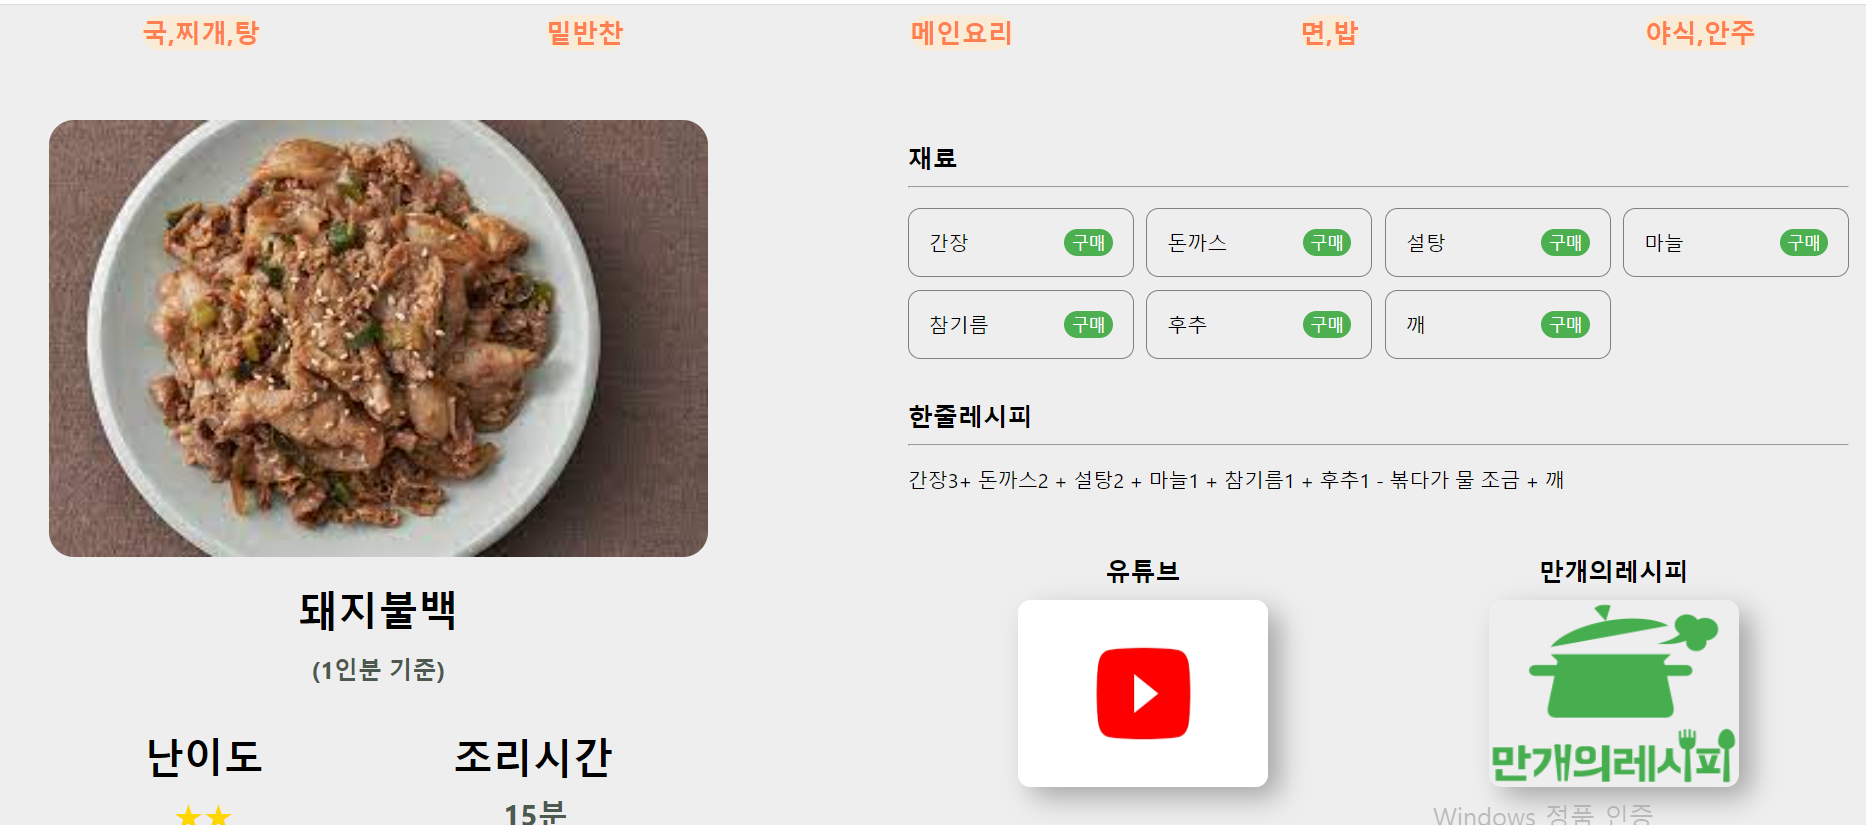 국,찌개,탕 밑반찬 메인요리 면,밥 야식,안주
돼지불백
(1인분 기준)
난이도 조리시간
★★ 15분
재료
간장 구매 돈까스 구매 설탕 구매 마늘 구매
참기름 구매 후추 구매 깨 구매
한줄레시피
간장3+ 돈까스2 + 설탕2 + 마늘1 + 참기름1 + 후추1 - 볶다가 물 조금 + 깨
유튜브 만개의레시피
만개의레시피
Windows 정품 인증